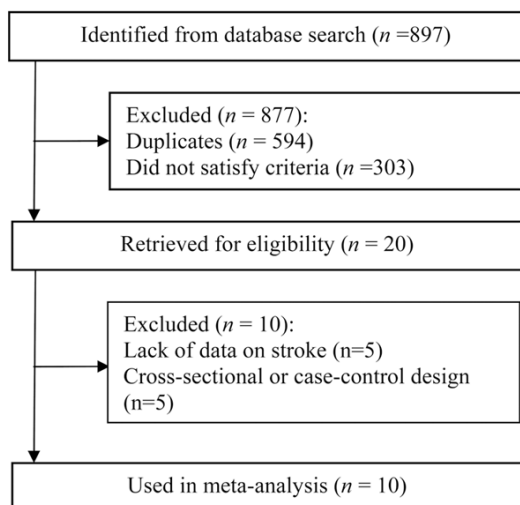 Identified from database search (n =897)
Excluded (n = 877):
Duplicates (n = 594)
Did not satisfy criteria (n =303)
Retrieved for eligibility (n = 20)
Excluded (n = 10):
Lack of data on stroke (n=5)
Cross-sectional or case-control design
(n=5)
Used in meta-analysis (n = 10)